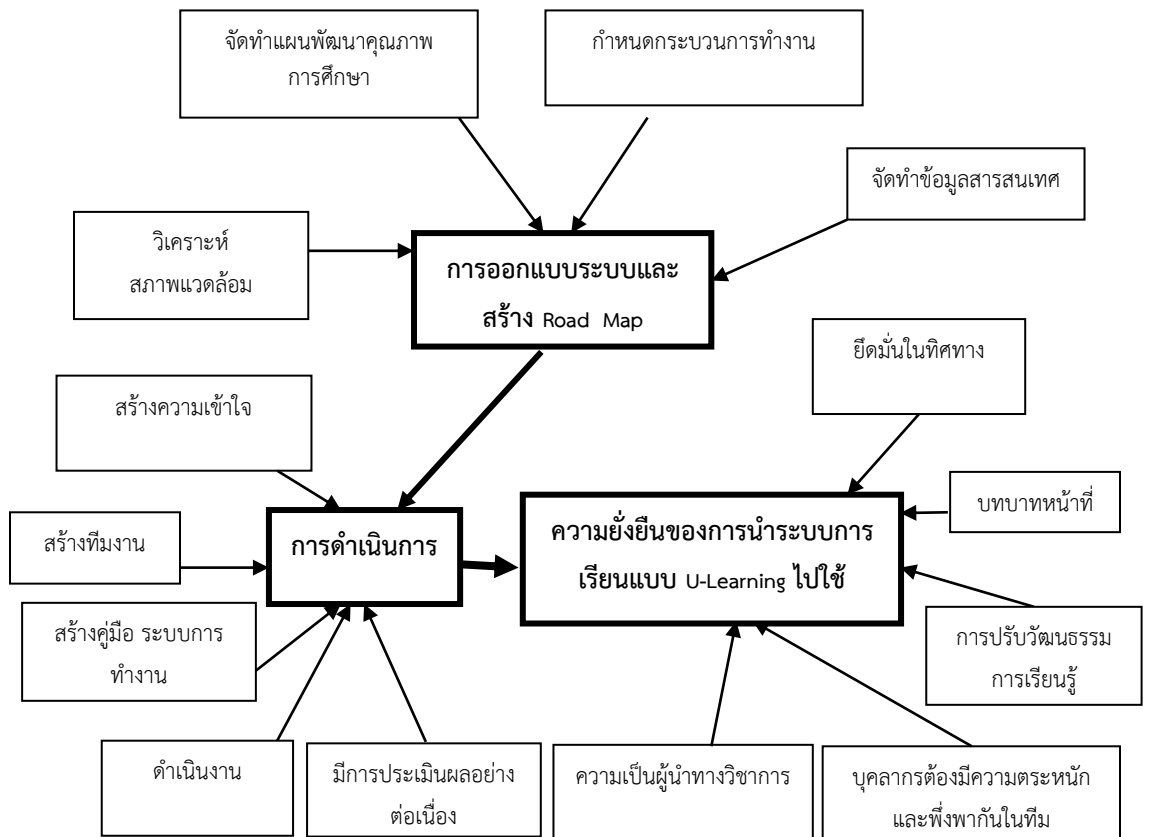 จัดทำแผนพัฒนาคุณภาพ
การศึกษา
กำหนดกระบวนการทำงาน
จัดทำข้อมูลสารสนเทศ
วิเคราะห์
สภาพแวดล้อม
การออกแบบระบบและ
สร้าง Road Map
ยึดมั่นในทิศทาง
สร้างความเข้าใจ
บทบาทหน้าที่
สร้างทีมงาน
การดำเนินการ
ความยั่งยืนของการนำระบบการ
เรียนแบบ U-Learning ไปใช้
สร้างคู่มือ ระบบการ
ทำงาน
การปรับวัฒนธรรม
การเรียนรู้
ดำเนินงาน
มีการประเมินผลอย่าง
ต่อเนื่อง
ความเป็นผู้นำทางวิชาการ
บุคลากรต้องมีความตระหนัก
และพึ่งพากันในทีม